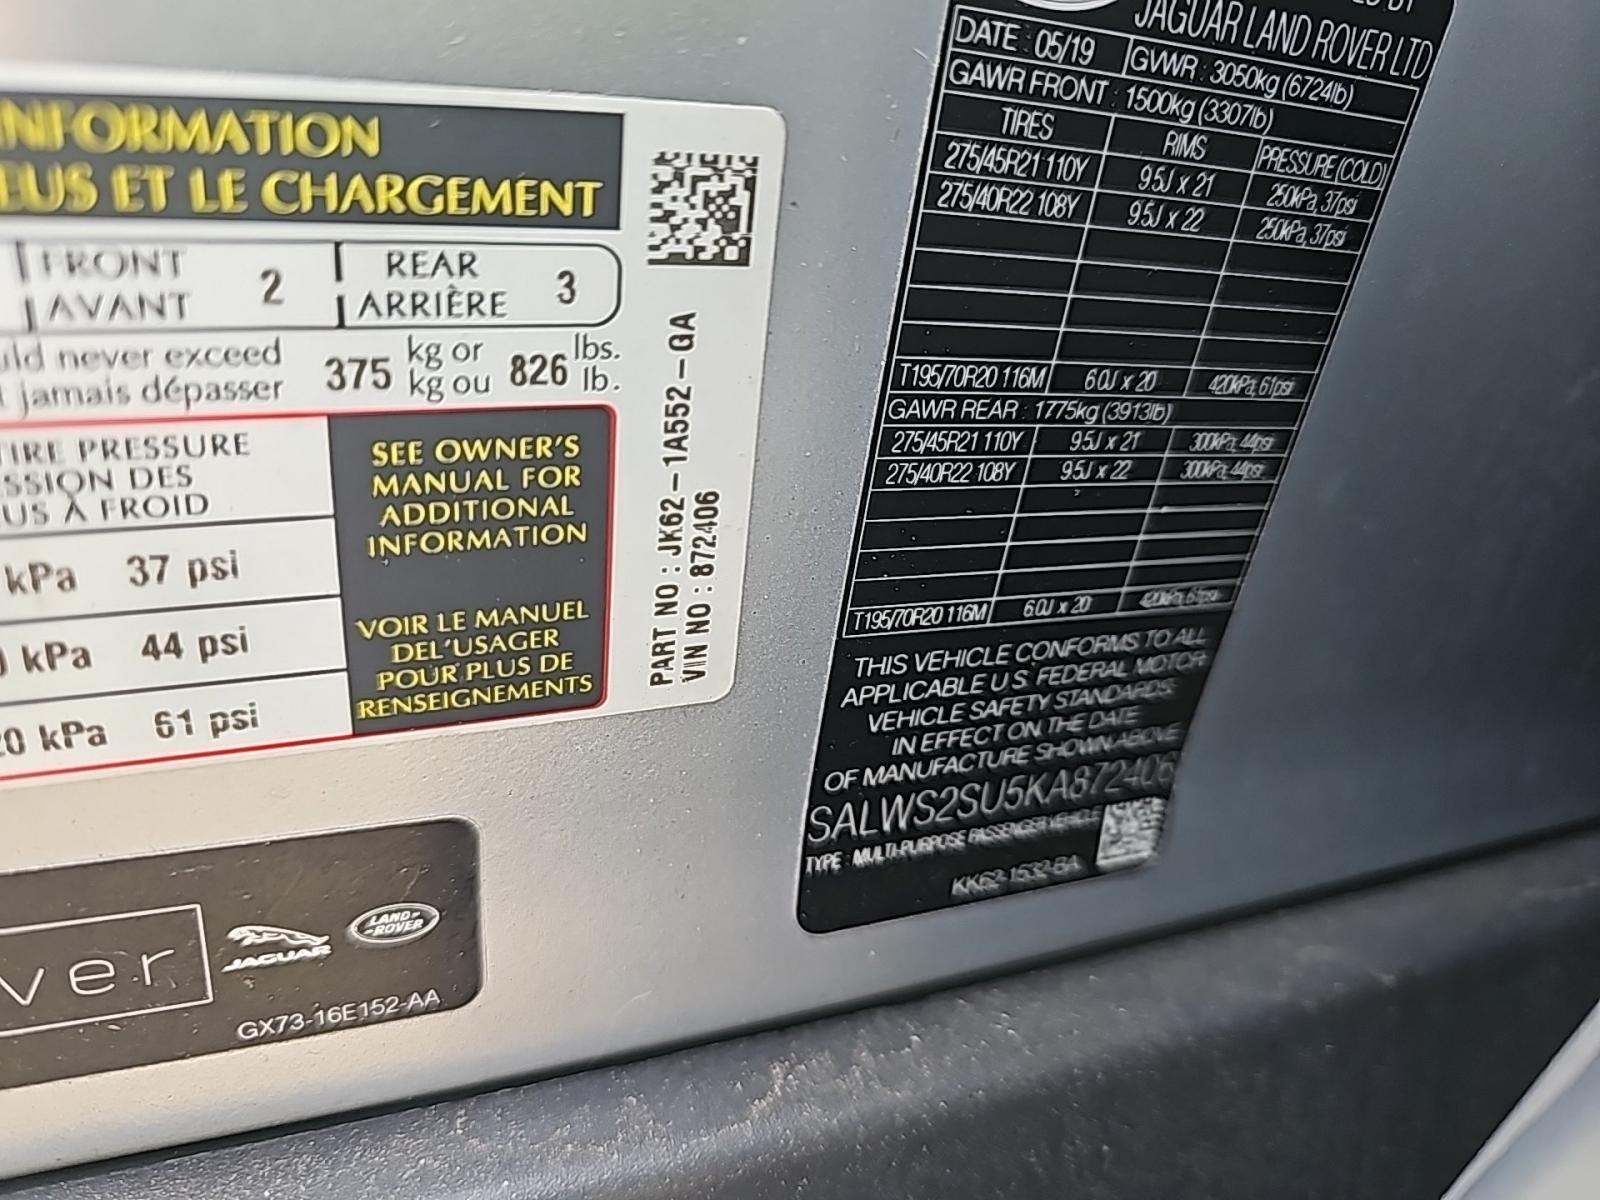 INFORMATION
EUS ET LE CHARGEMENT
FRONT 2 REAR 3
AVANT ARRIÈRE
never exceed 375 kg or 826 lbs.
jamais dépasser kg ou lb.
TIRE PRESSURE
DES
À FROID
kPa 37 psi
kPa 44 psi
20 kPa 61 psi
SEE OWNER'S
MANUAL FOR
ADDITIONAL
INFORMATION
VOIR LE MANUEL
DEL'USAGER
POUR PLUS DE
RENSEIGNEMENTS
PART NO : JK62-1A552-GA
VIN NO : 872406
ver JAGUAR LAND-ROVER
GX73-16E152-AA
JAGUAR LAND ROVER LTD
DATE : 05/19 GVWR : 3050kg (6724lb)
GAWR FRONT : 1500kg (3307lb)
TIRES RIMS PRESSURE (COLD)
275/45R21 110Y 9.5J x 21 250kPa, 37psi
275/40R22 108Y 9.5J x 22 250kPa, 37psi
T195/70R20 116M 6.0J x 20 420kPa, 61psi
GAWR REAR : 1775kg (3913lb)
275/45R21 110Y 9.5J x 21 300kPa, 44psi
275/40R22 108Y 9.5J x 22 300kPa, 44psi
T195/70R20 116M 6.0J x 20 420kPa, 61psi
THIS VEHICLE CONFORMS TO ALL
APPLICABLE U.S. FEDERAL MOTOR
VEHICLE SAFETY STANDARDS
IN EFFECT ON THE DATE
OF MANUFACTURE SHOWN ABOVE
SALWS2SU5KA872406
TYPE : MULTI-PURPOSE PASSENGER VEHICLE
KK62-1532-BA